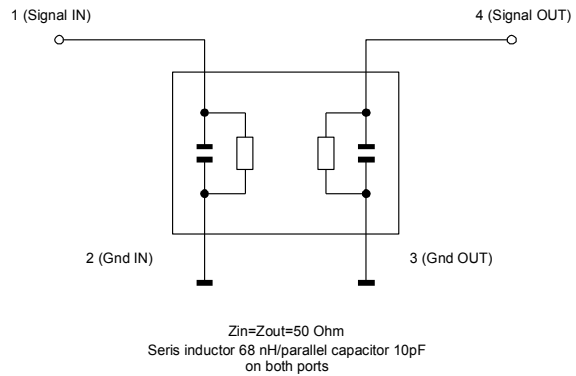 1 (Signal IN)
4 (Signal OUT)
2 (Gnd IN)
3 (Gnd OUT)
Zin=Zout=50 Ohm
Seris inductor 68 nH/parallel capacitor 10pF
on both ports